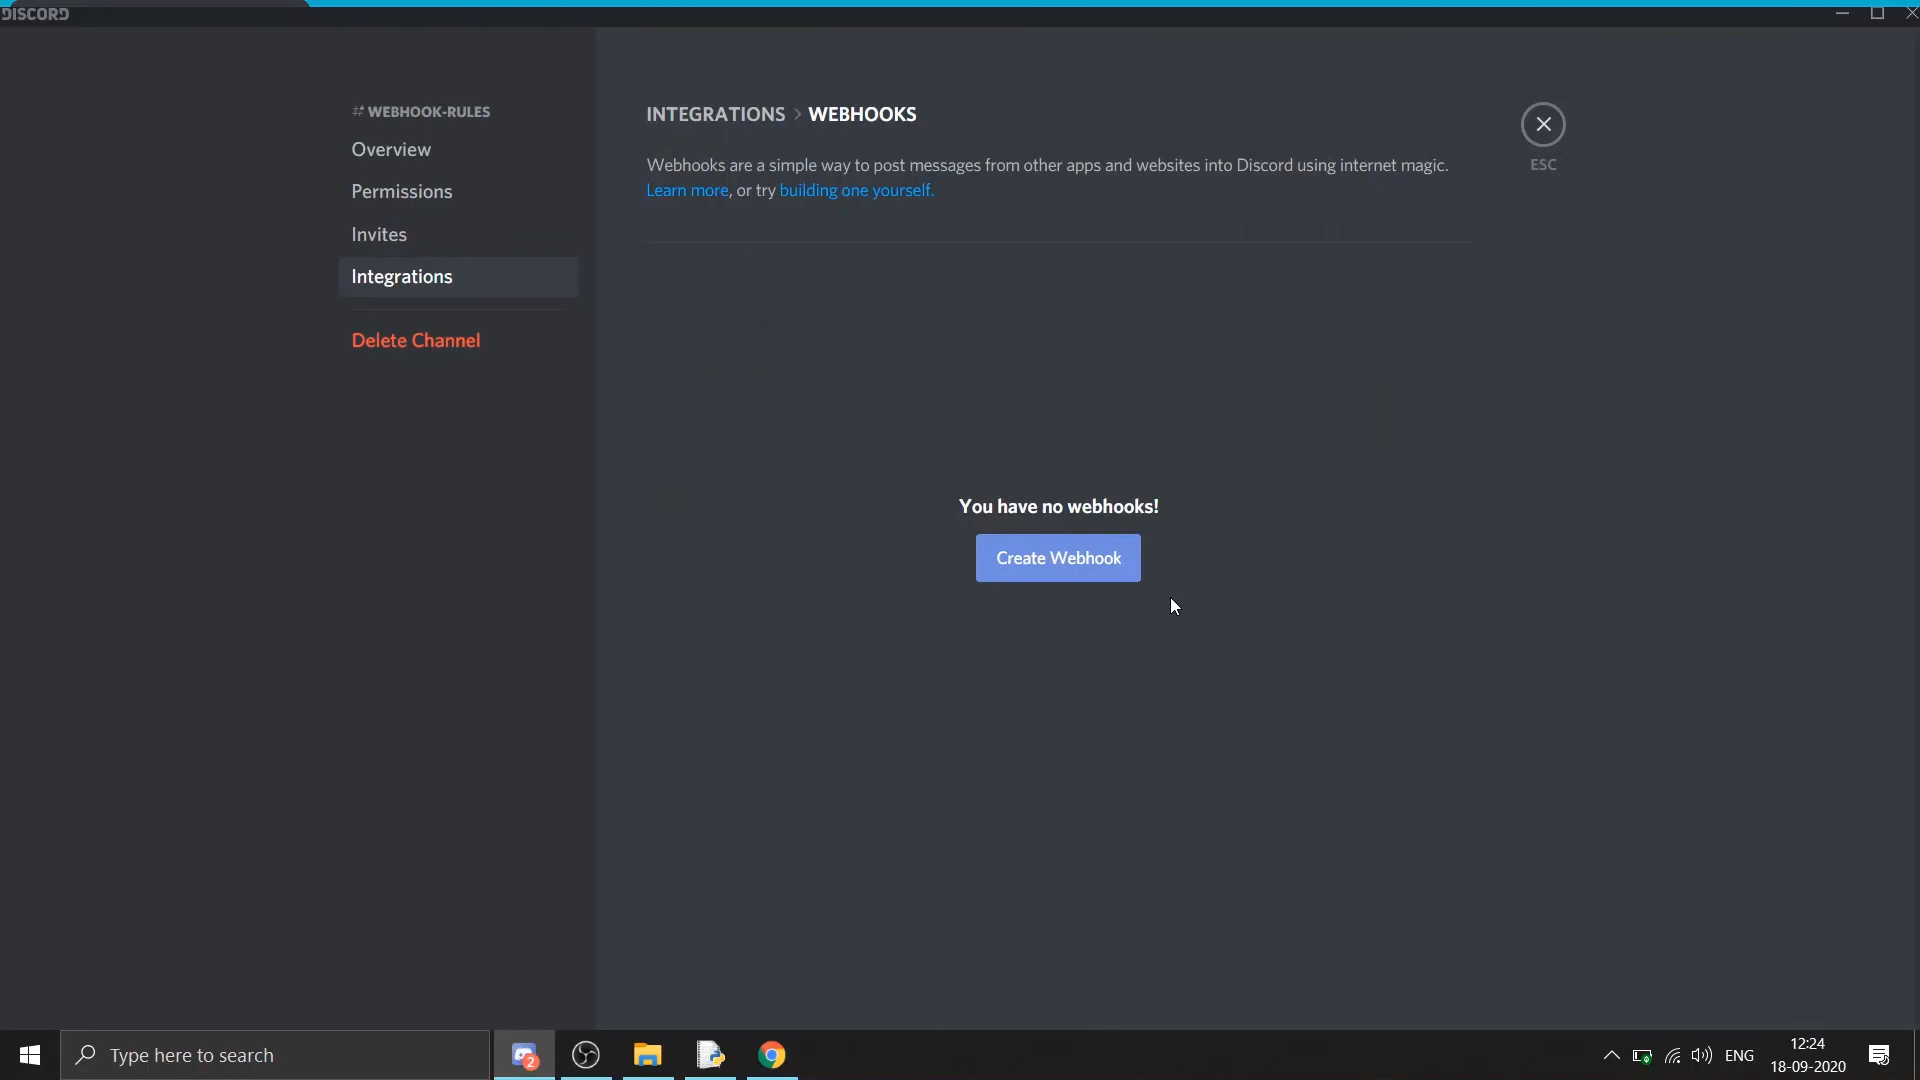 DISCORD
# WEBHOOK-RULES
Overview
Permissions
Invites
Integrations
Delete Channel
INTEGRATIONS > WEBHOOKS
Webhooks are a simple way to post messages from other apps and websites into Discord using internet magic.
Learn more, or try building one yourself.
ESC
You have no webhooks!
Create Webhook
Type here to search
2
ENG
12:24
18-09-2020